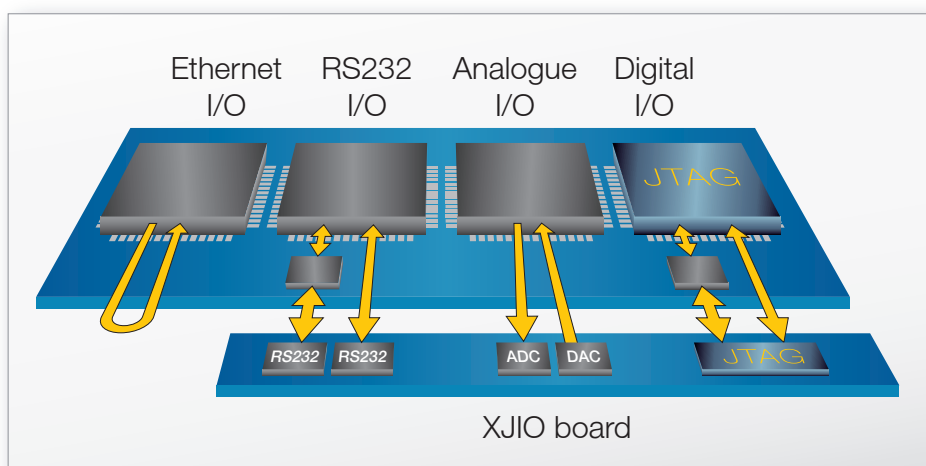 Ethernet I/O
RS232 I/O
Analogue I/O
Digital I/O
JTAG
RS232
RS232
ADC
DAC
JTAG
XJIO board